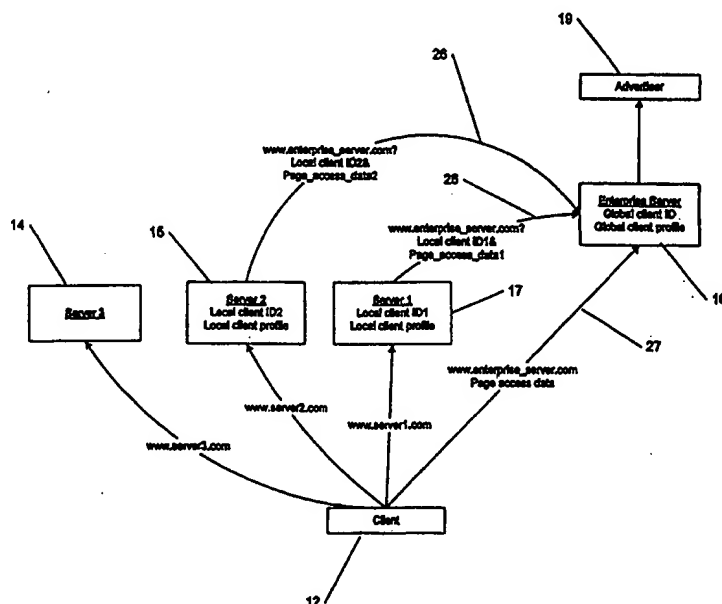 19
26
Advertiser
www.enterprise_server.com?
Local client ID2&
Page_access_data2
14
15
www.enterprise_server.com?
Local client ID1&
Page_access_data1
Enterprise Server
Global client ID
Global client profile
Server 3
Server 2
Local client ID2
Local client profile
Server 1
Local client ID1
Local client profile
17
27
www.enterprise_server.com
Page access data
www.server3.com
www.server2.com
www.server1.com
Client
12